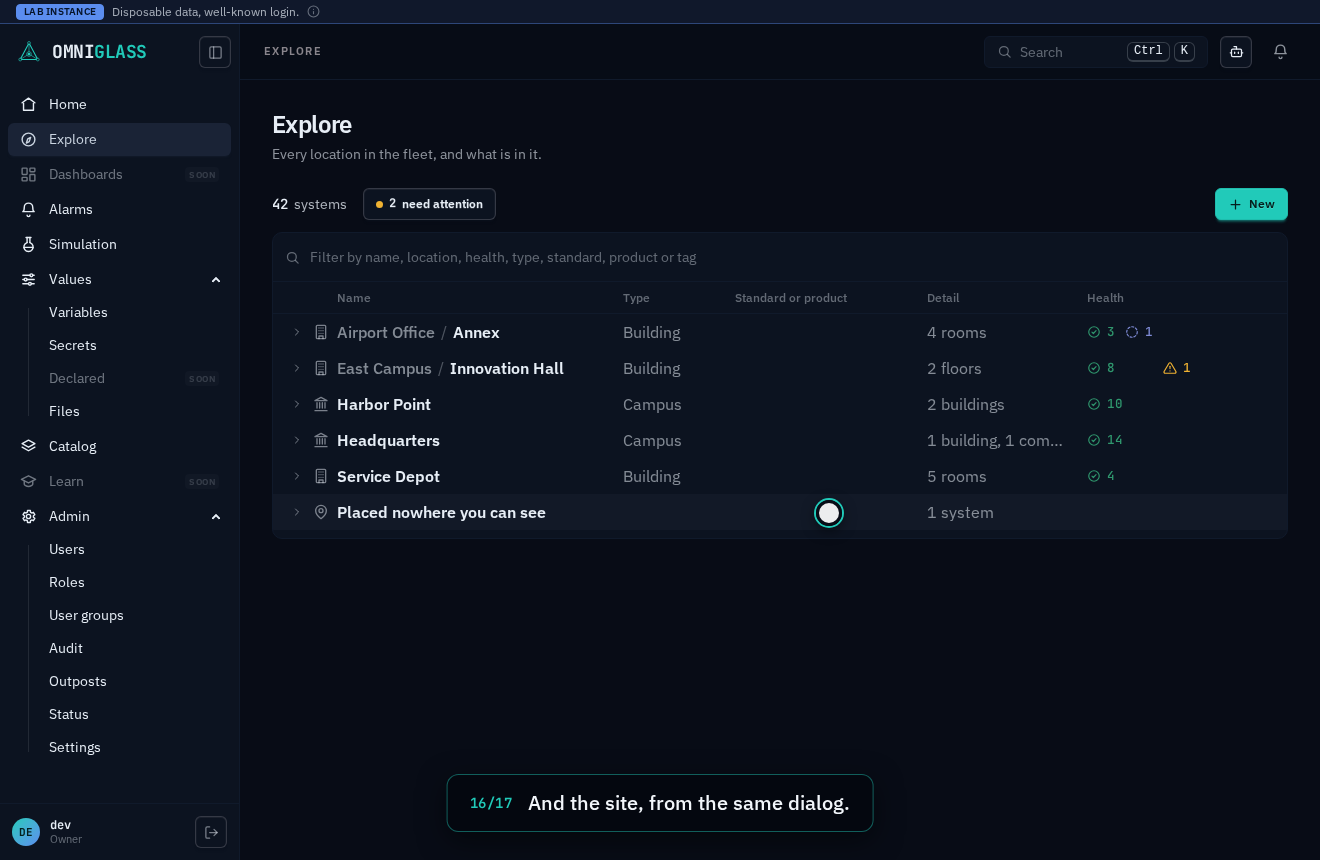 LAB INSTANCE Disposable data, well-known login.
OMNIGLASS
EXPLORE
Search Ctrl K
Home
Explore
Dashboards SOON
Alarms
Simulation
Values
Variables
Secrets
Declared SOON
Files
Catalog
Learn SOON
Admin
Users
Roles
User groups
Audit
Outposts
Status
Settings
DE dev
Owner
Explore
Every location in the fleet, and what is in it.
42 systems 2 need attention New
Filter by name, location, health, type, standard, product or tag
Name Type Standard or product Detail Health
Airport Office / Annex Building 4 rooms 3 1
East Campus / Innovation Hall Building 2 floors 8 1
Harbor Point Campus 2 buildings 10
Headquarters Campus 1 building, 1 com... 14
Service Depot Building 5 rooms 4
Placed nowhere you can see 1 system
16/17 And the site, from the same dialog.